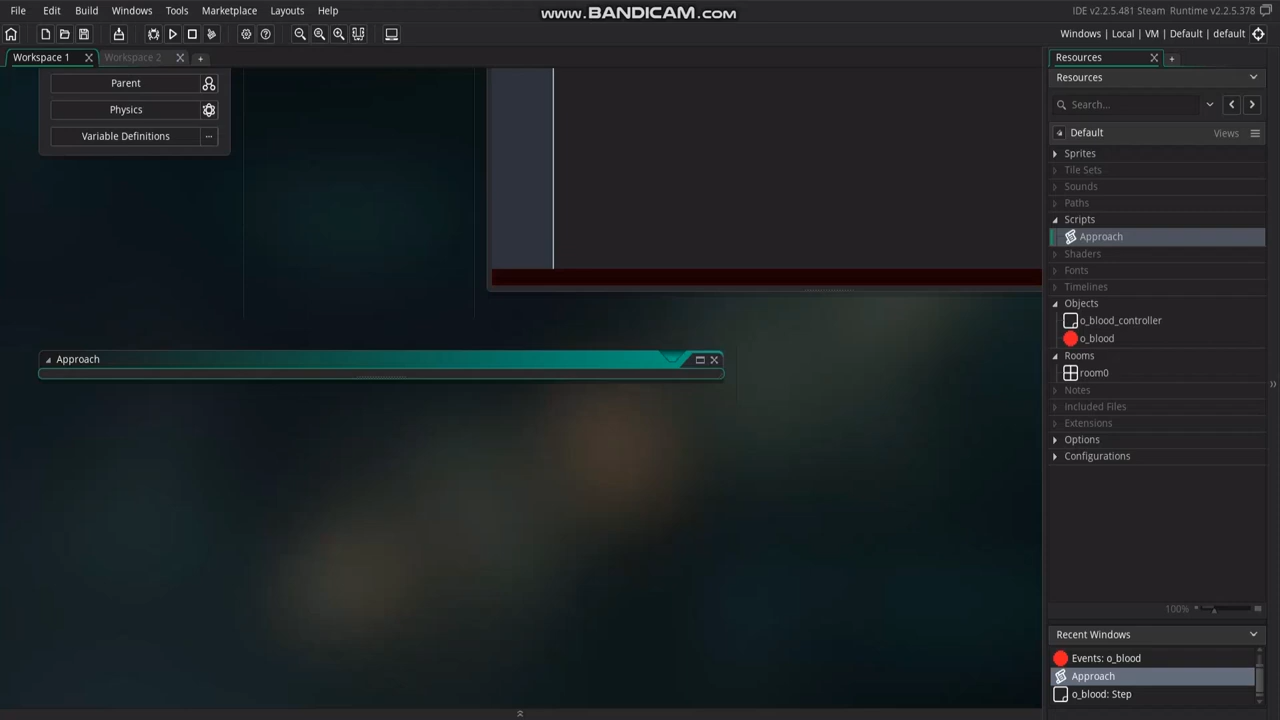 File Edit Build Windows Tools Marketplace Layouts Help
www.BANDICAM.com
IDE v2.2.5.481 Steam Runtime v2.2.5.378
Windows | Local | VM | Default | default
Workspace 1
Workspace 2
Resources
Resources
Parent
Physics
Variable Definitions
Search...
Default
Views
Sprites
Tile Sets
Sounds
Paths
Scripts
Approach
Shaders
Fonts
Timelines
Objects
o_blood_controller
o_blood
Rooms
room0
Notes
Included Files
Extensions
Options
Configurations
Approach
100%
Recent Windows
Events: o_blood
Approach
o_blood: Step